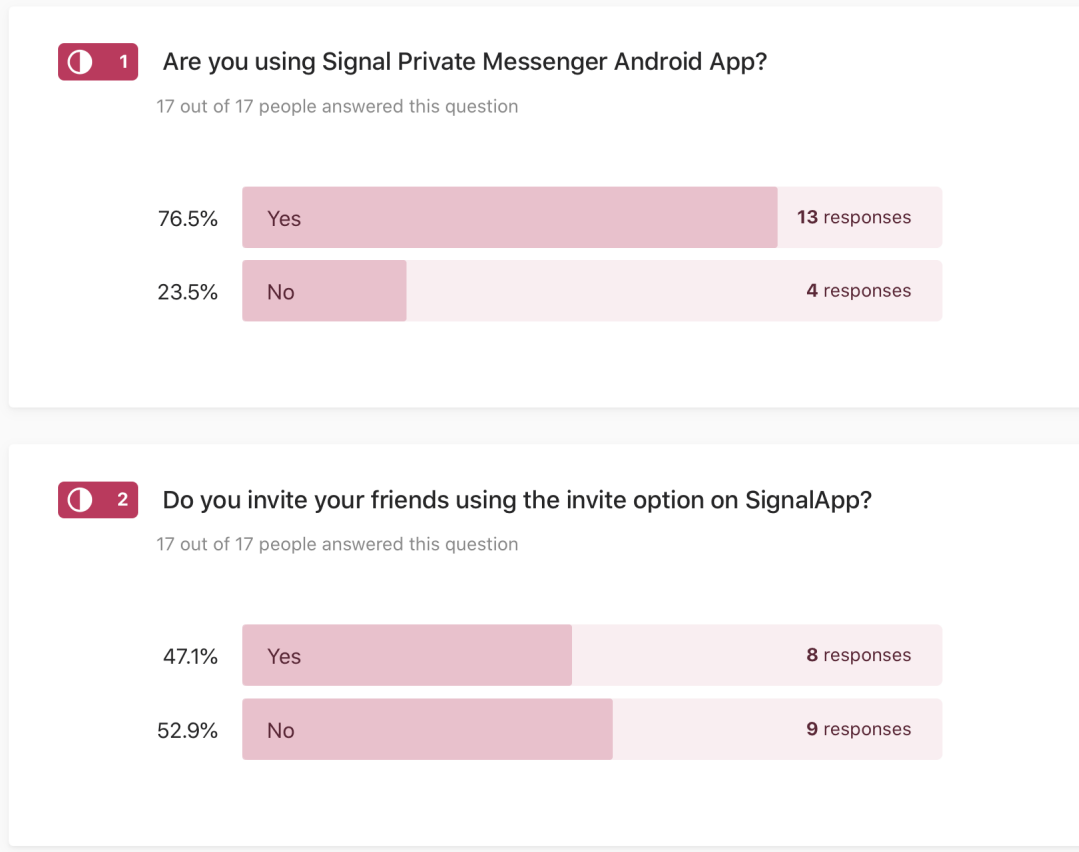 1 Are you using Signal Private Messenger Android App?
17 out of 17 people answered this question
76.5% Yes 13 responses
23.5% No 4 responses
2 Do you invite your friends using the invite option on SignalApp?
17 out of 17 people answered this question
47.1% Yes 8 responses
52.9% No 9 responses